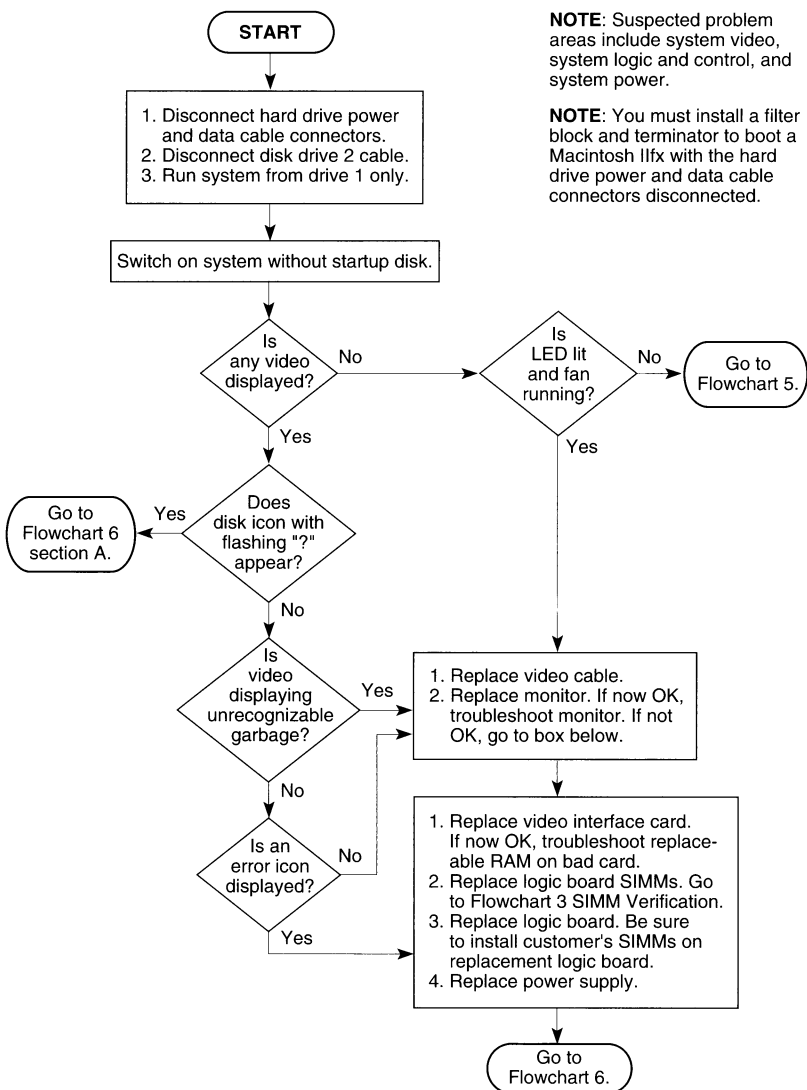 START
NOTE: Suspected problem
areas include system video,
system logic and control, and
system power.
NOTE: You must install a filter
block and terminator to boot a
Macintosh IIfx with the hard
drive power and data cable
connectors disconnected.
1. Disconnect hard drive power
and data cable connectors.
2. Disconnect disk drive 2 cable.
3. Run system from drive 1 only.
Switch on system without startup disk.
Is
any video
displayed?
No
Is
LED lit
and fan
running?
No
Go to
Flowchart 5.
Yes
Yes
Does
disk icon with
flashing "?"
appear?
Yes
Go to
Flowchart 6
section A.
No
Is
video
displaying
unrecognizable
garbage?
Yes
1. Replace video cable.
2. Replace monitor. If now OK,
troubleshoot monitor. If not
OK, go to box below.
No
Is an
error icon
displayed?
No
Yes
1. Replace video interface card.
If now OK, troubleshoot replace-
able RAM on bad card.
2. Replace logic board SIMMs. Go
to Flowchart 3 SIMM Verification.
3. Replace logic board. Be sure
to install customer's SIMMs on
replacement logic board.
4. Replace power supply.
Go to
Flowchart 6.